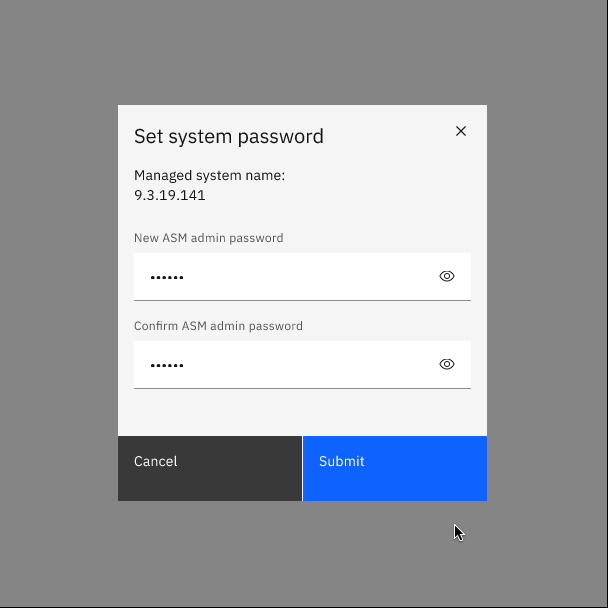 Set system password
Managed system name:
9.3.19.141
New ASM admin password
••••••
Confirm ASM admin password
••••••
Cancel
Submit